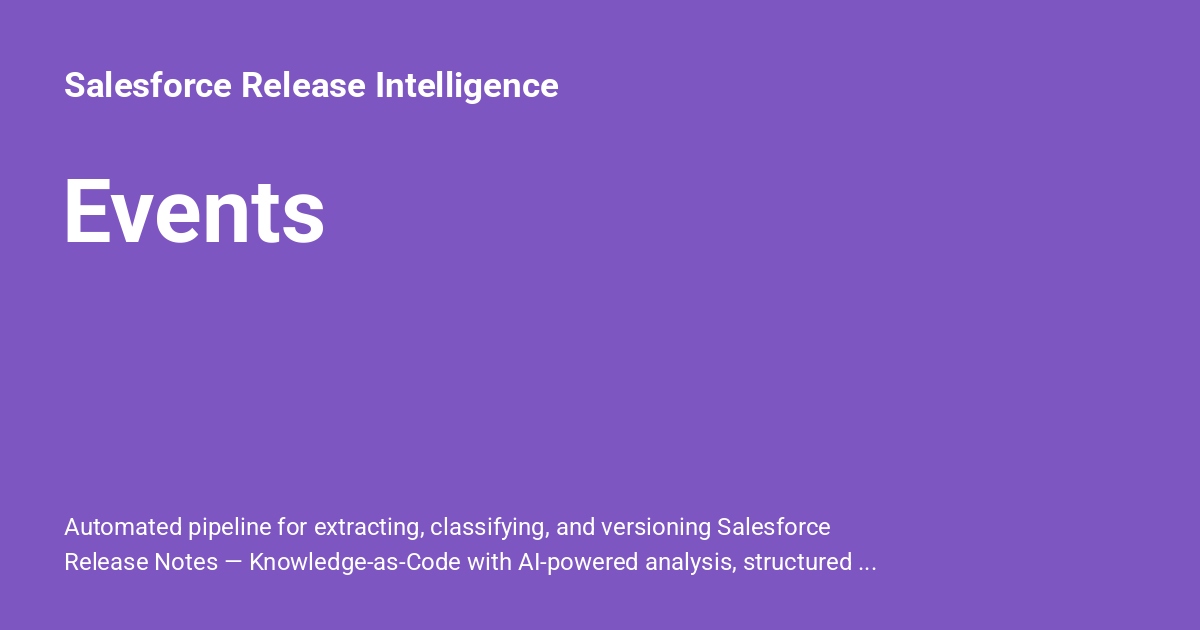 Salesforce Release Intelligence
Events
Automated pipeline for extracting, classifying, and versioning Salesforce
Release Notes — Knowledge-as-Code with AI-powered analysis, structured ...